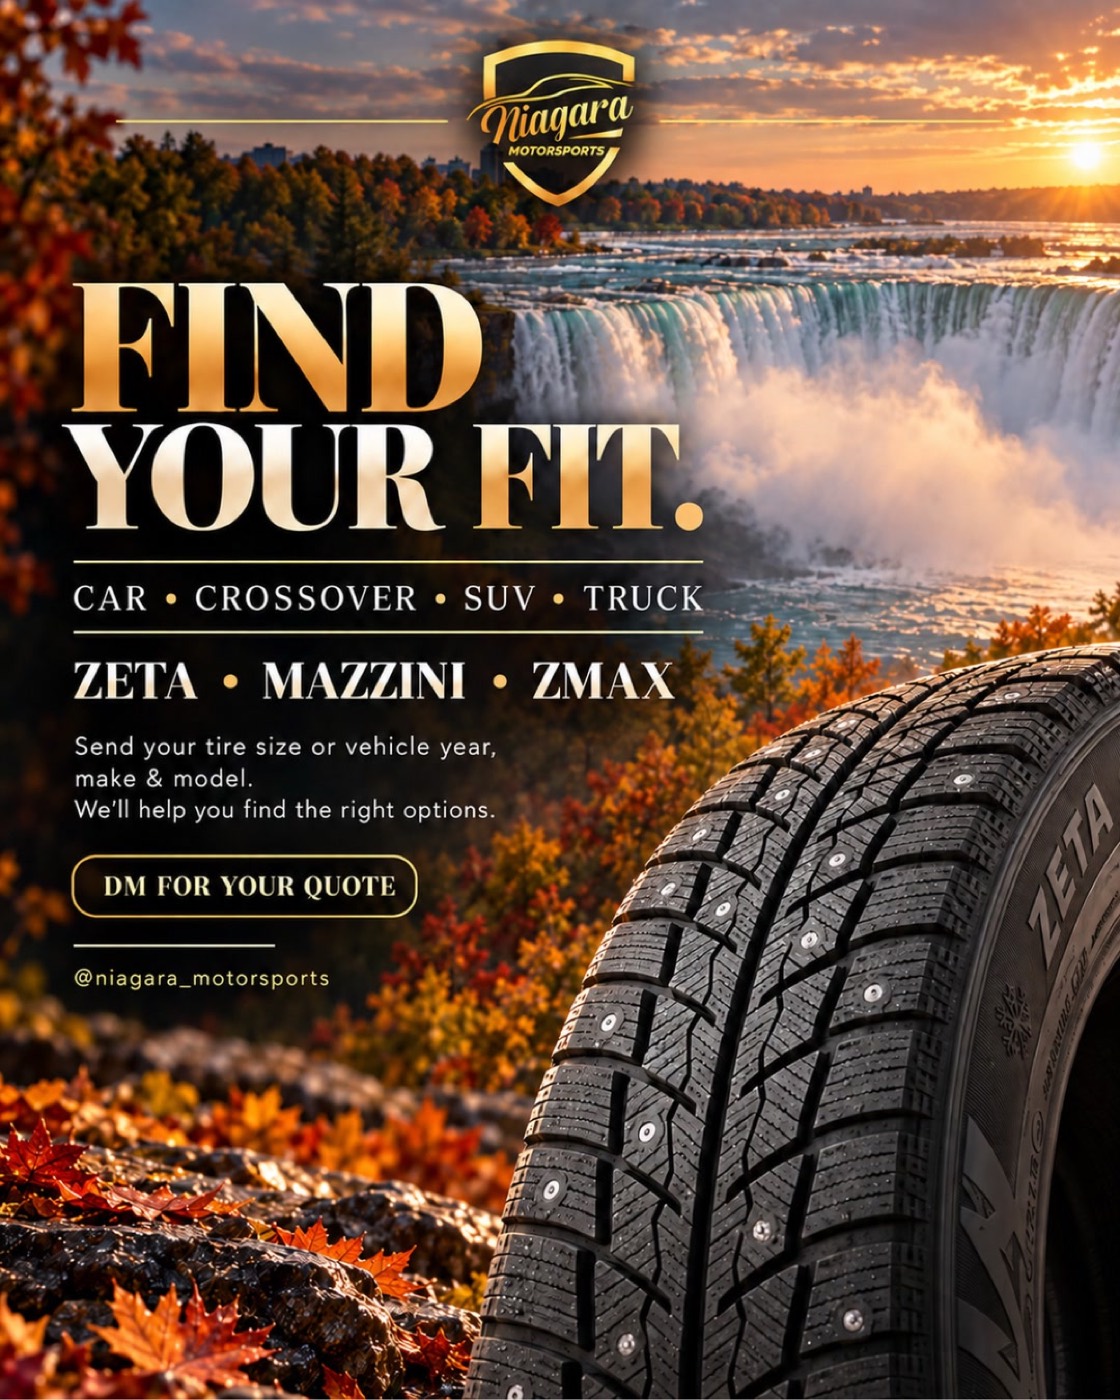 Niagara
MOTORSPORTS
FIND
YOUR FIT.
CAR • CROSSOVER • SUV • TRUCK
ZETA • MAZZINI • ZMAX
Send your tire size or vehicle year,
make & model.
We'll help you find the right options.
DM FOR YOUR QUOTE
@niagara_motorsports
ZETA